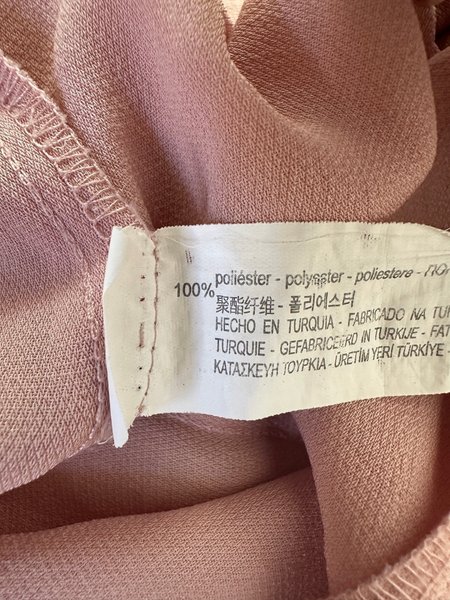 100% poliéster - polyester - poliestere -
聚酯纤维 - 폴리에스터
HECHO EN TURQUIA - FABRICADO NA
TURQUIE - GEFABRICEERD IN TURKIJE -
ΚΑΤΑΣΚΕΥΗ ΤΟΥΡΚΙΑ - ÜRETİM YERİ TÜRKİYE -